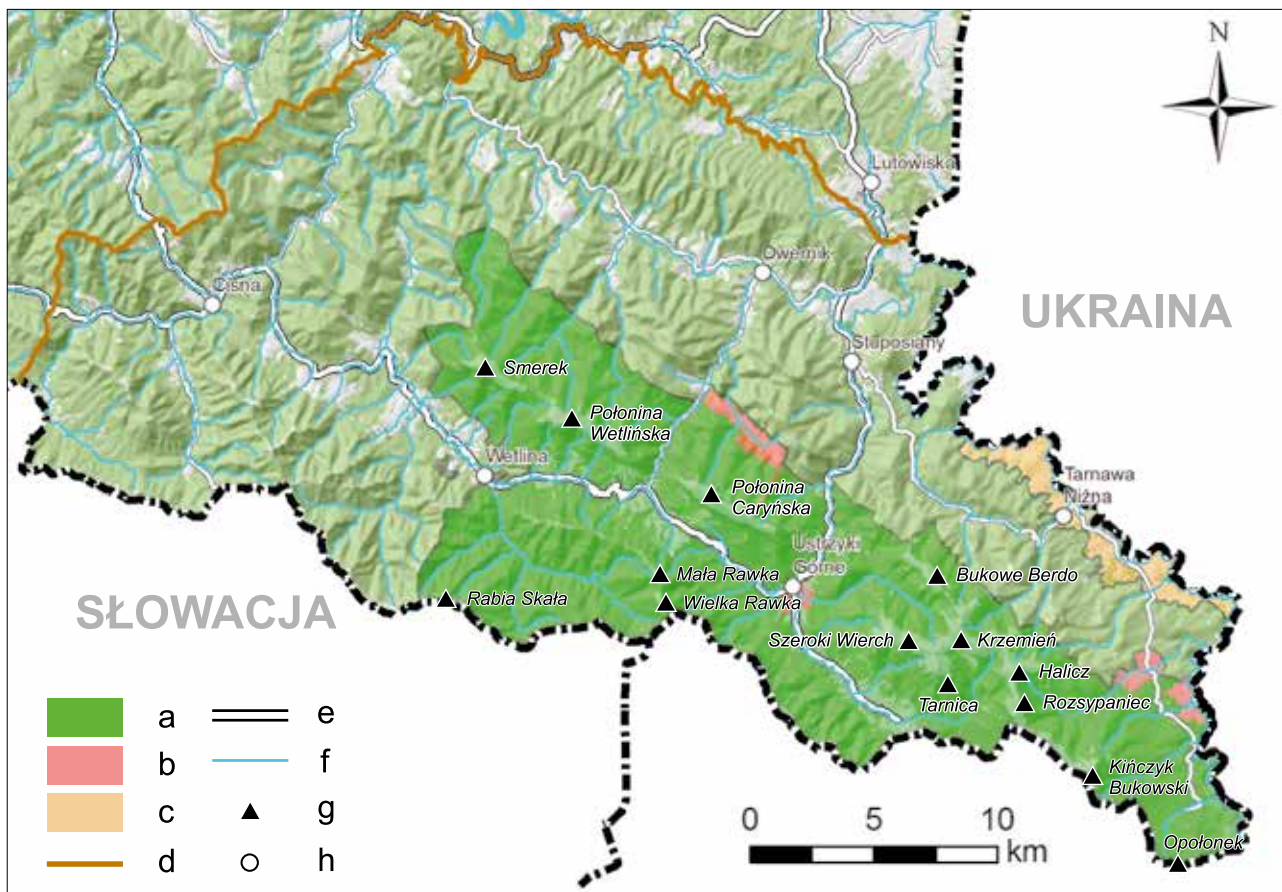 N
Lutowiska
Dwernik
Cisna
UKRAINA
Stuposiany
Smerek
Połonina
Wetlińska
Wetlina
Tarnawa
Niżna
Połonina
Caryńska
Ustrzyki
Górne
Mała Rawka
Bukowe Berdo
Rabia Skała
Wielka Rawka
SŁOWACJA
Szeroki Wierch
Krzemień
Halicz
Tarnica
Rozsypaniec
Kińczyk
Bukowski
Opołonek
a
e
b
f
c
g
d
h
0 5 10
km